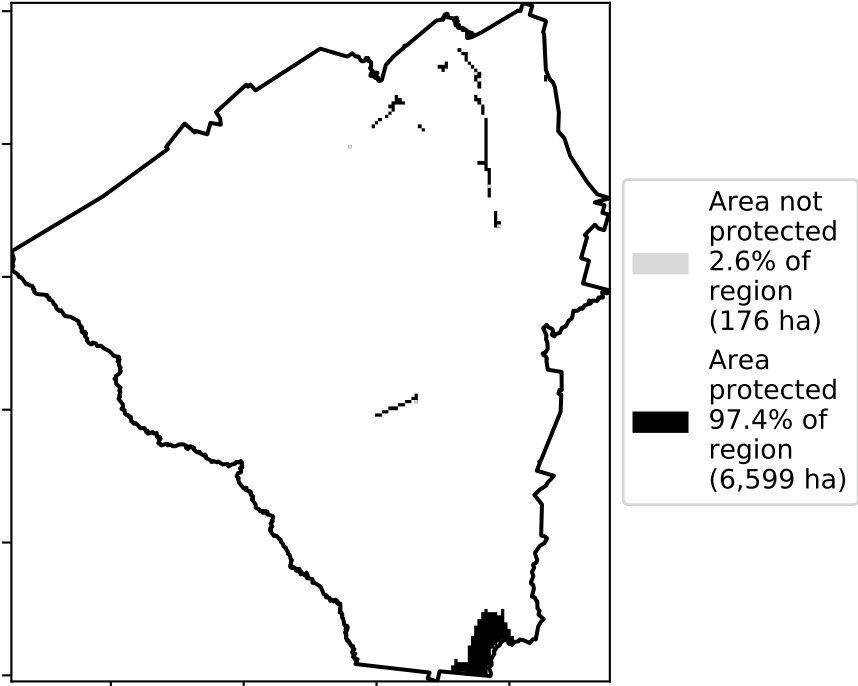 Area not
protected
2.6% of
region
(176 ha)
Area
protected
97.4% of
region
(6,599 ha)